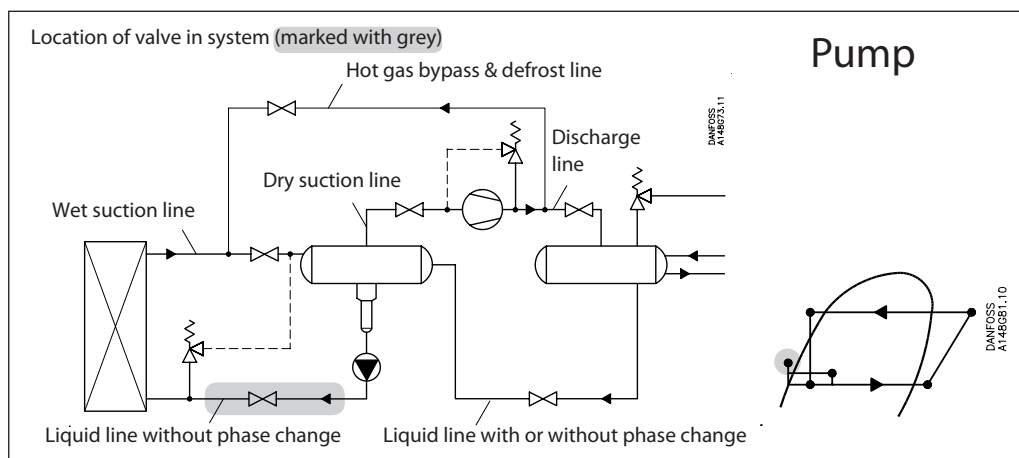 Location of valve in system (marked with grey)
Pump
Hot gas bypass & defrost line
DANFOSS
A148G73.11
Discharge
line
Dry suction line
Wet suction line
DANFOSS
A148G81.10
Liquid line without phase change
Liquid line with or without phase change